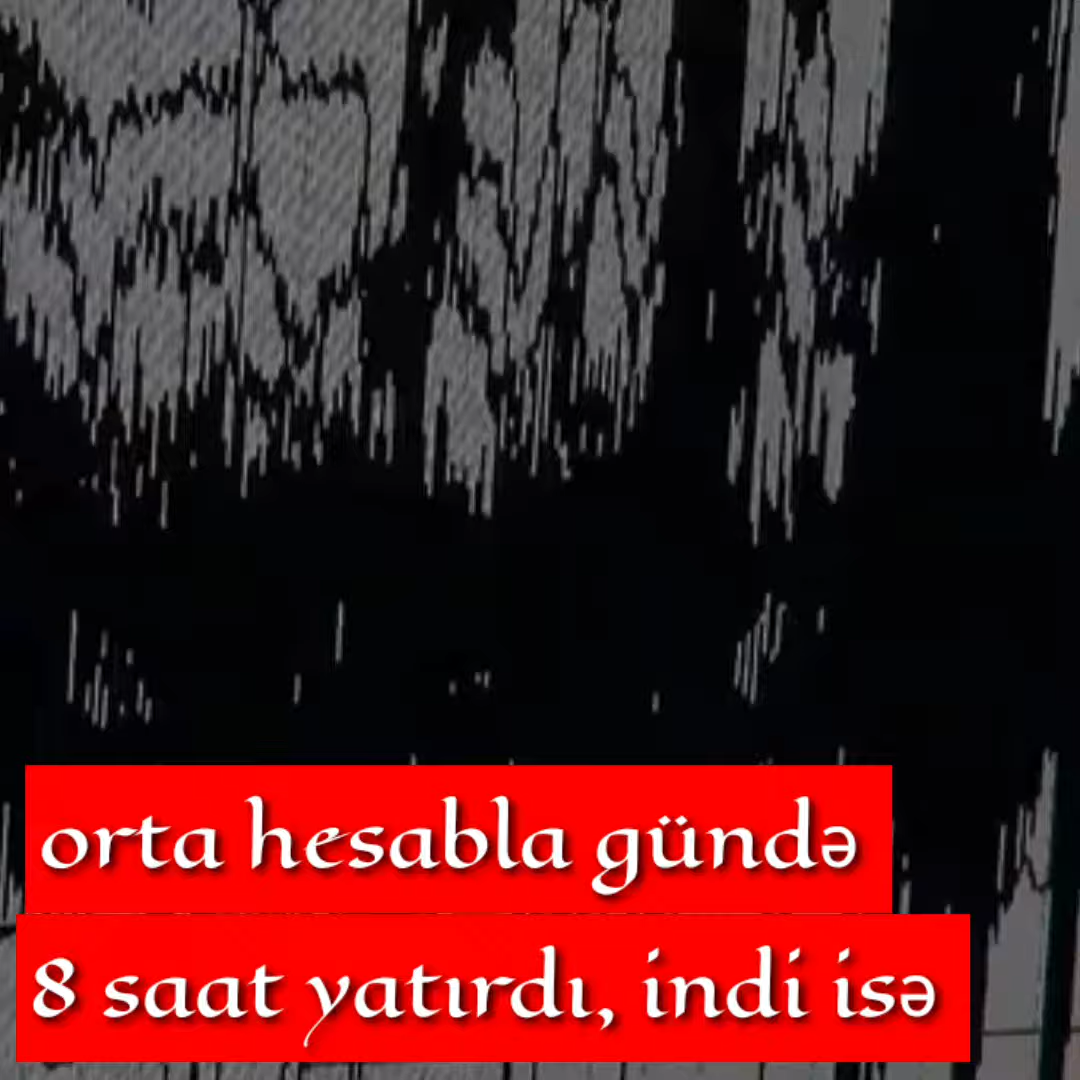 orta hesabla gündə
8 saat yatırdı, indi isə